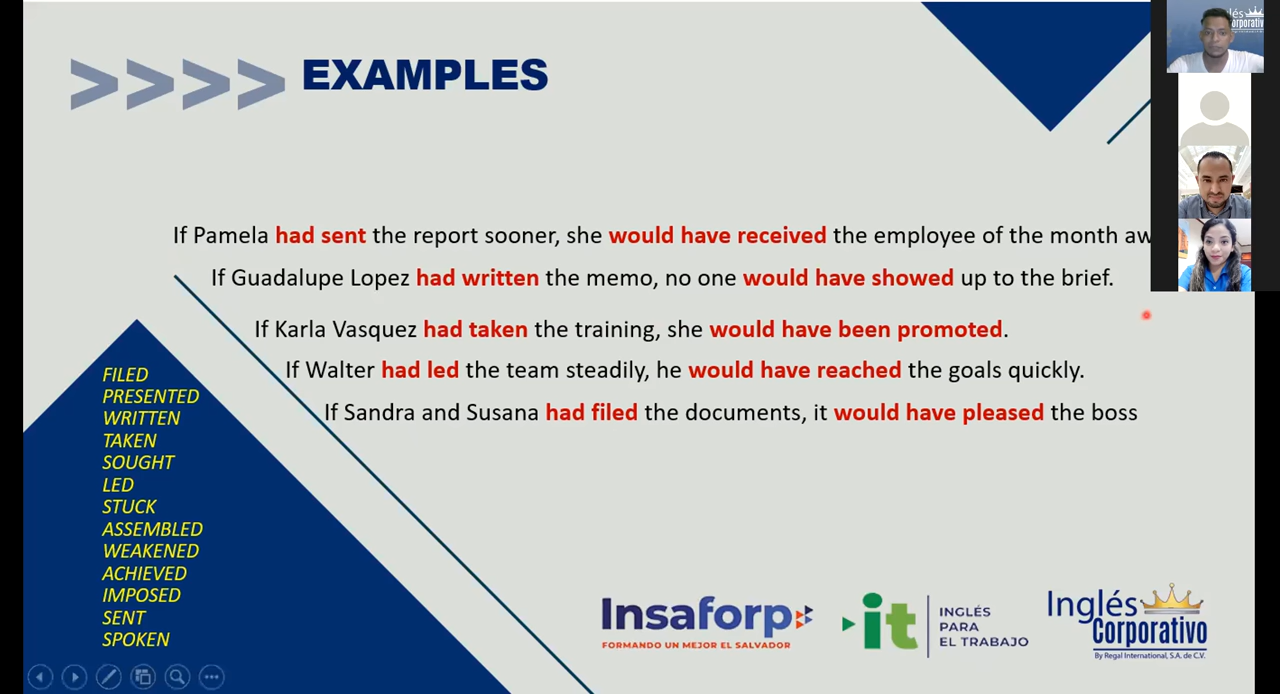 >>>> EXAMPLES
If Pamela had sent the report sooner, she would have received the employee of the month aw
If Guadalupe Lopez had written the memo, no one would have showed up to the brief.
If Karla Vasquez had taken the training, she would have been promoted.
If Walter had led the team steadily, he would have reached the goals quickly.
If Sandra and Susana had filed the documents, it would have pleased the boss
FILED
PRESENTED
WRITTEN
TAKEN
SOUGHT
LED
STUCK
ASSEMBLED
WEAKENED
ACHIEVED
IMPOSED
SENT
SPOKEN
Insaforp
FORMANDO UN MEJOR EL SALVADOR
it
INGLÉS
PARA
EL TRABAJO
Inglés
Corporativo
By Regal International, S.A. de C.V.